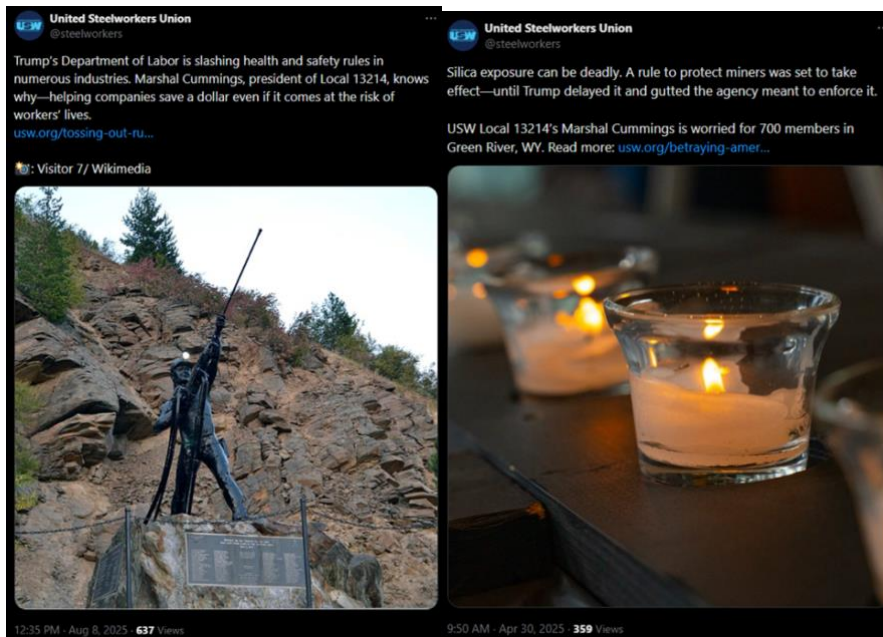 United Steelworkers Union
@steelworkers
Trump's Department of Labor is slashing health and safety rules in
numerous industries. Marshal Cummings, president of Local 13214, knows
why—helping companies save a dollar even if it comes at the risk of
workers' lives.
usw.org/tossing-out-ru...
📸: Visitor 7/ Wikimedia
12:35 PM · Aug 8, 2025 · 637 Views
United Steelworkers Union
@steelworkers
Silica exposure can be deadly. A rule to protect miners was set to take
effect—until Trump delayed it and gutted the agency meant to enforce it.
USW Local 13214's Marshal Cummings is worried for 700 members in
Green River, WY. Read more: usw.org/betraying-amer...
9:50 AM · Apr 30, 2025 · 359 Views